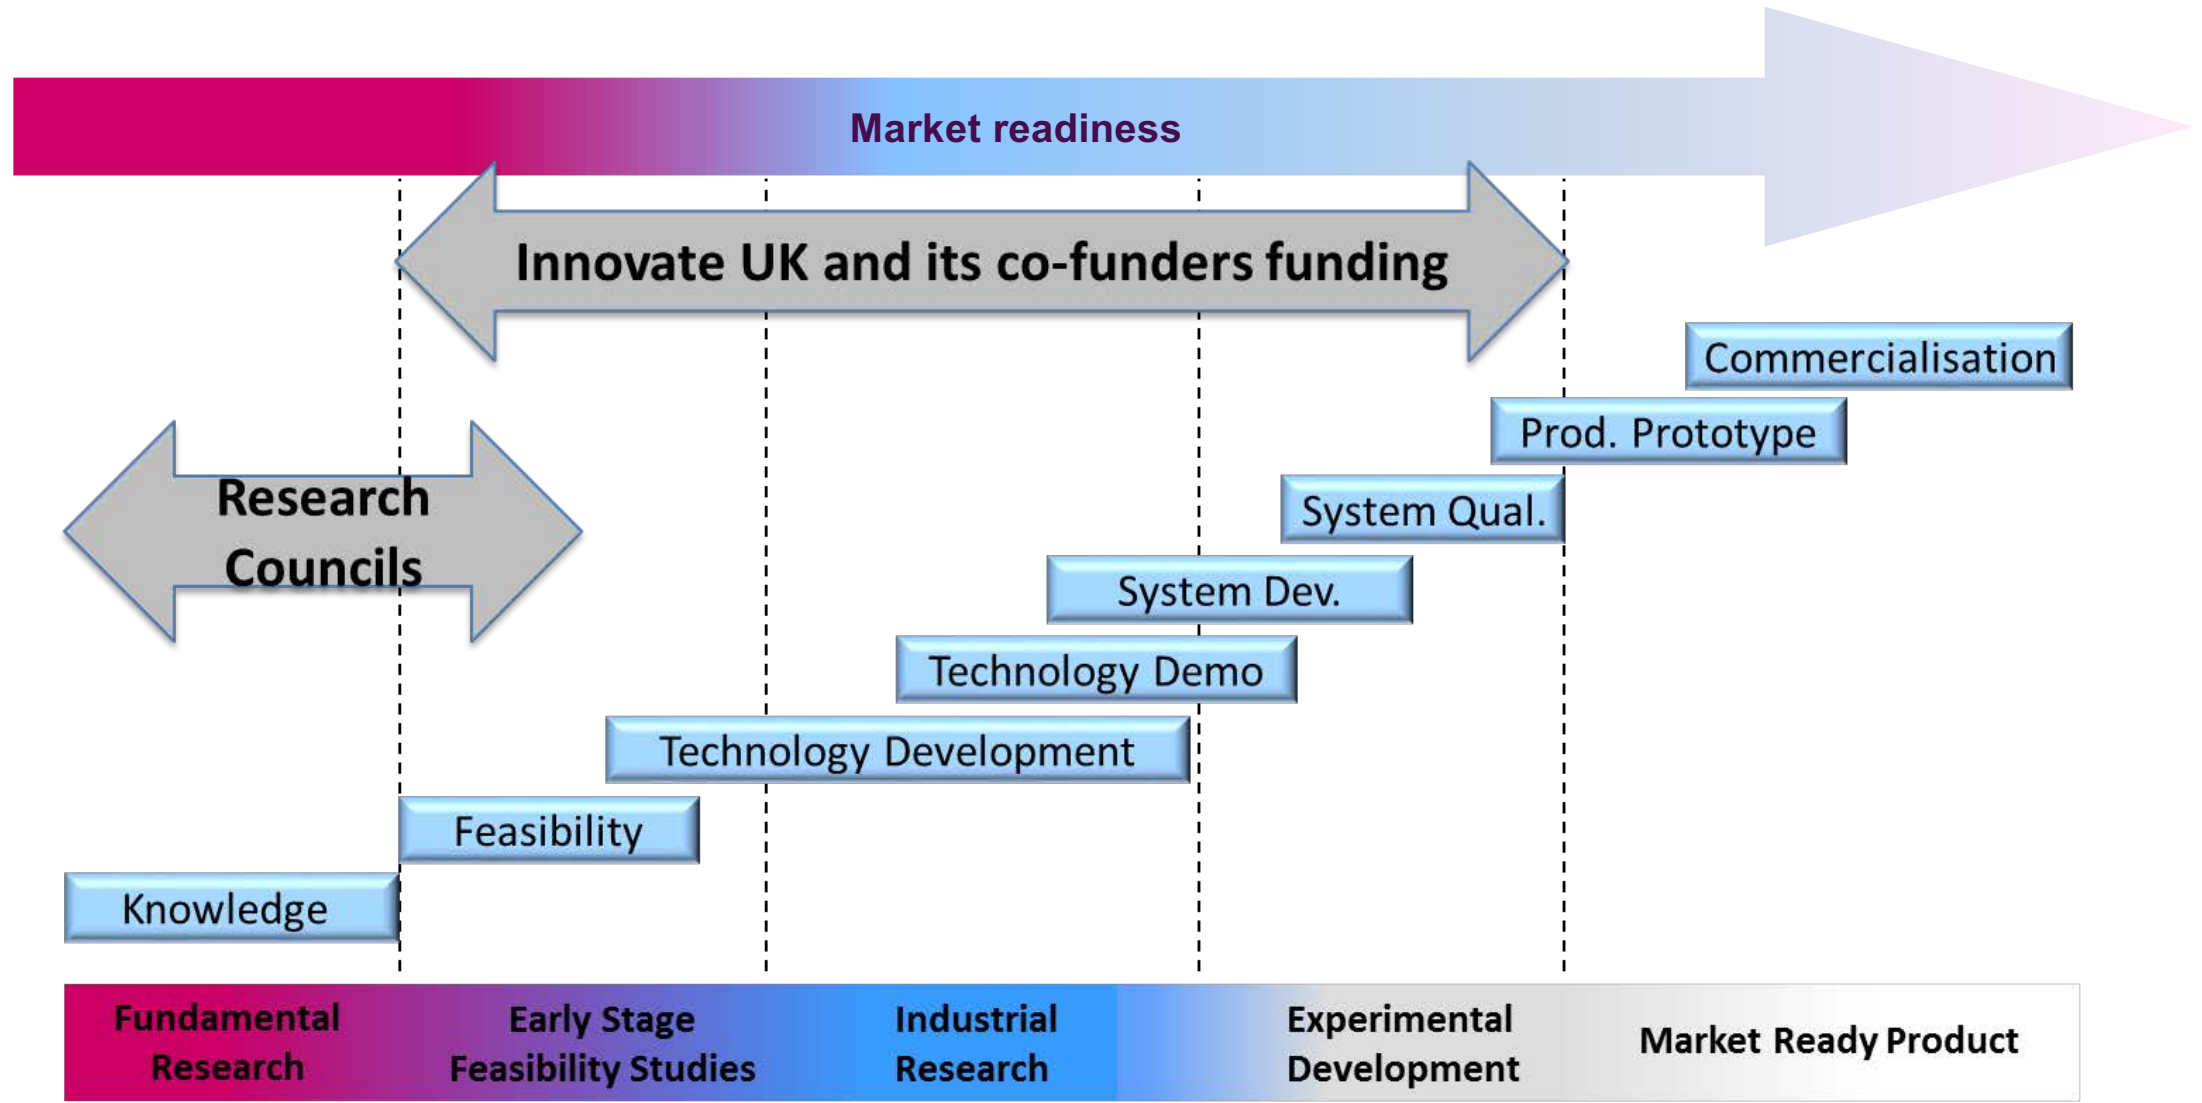 Market readiness
Innovate UK and its co-funders funding
Commercialisation
Prod. Prototype
Research
Councils
System Qual.
System Dev.
Technology Demo
Technology Development
Feasibility
Knowledge
Fundamental
Research
Early Stage
Feasibility Studies
Industrial
Research
Experimental
Development
Market Ready Product